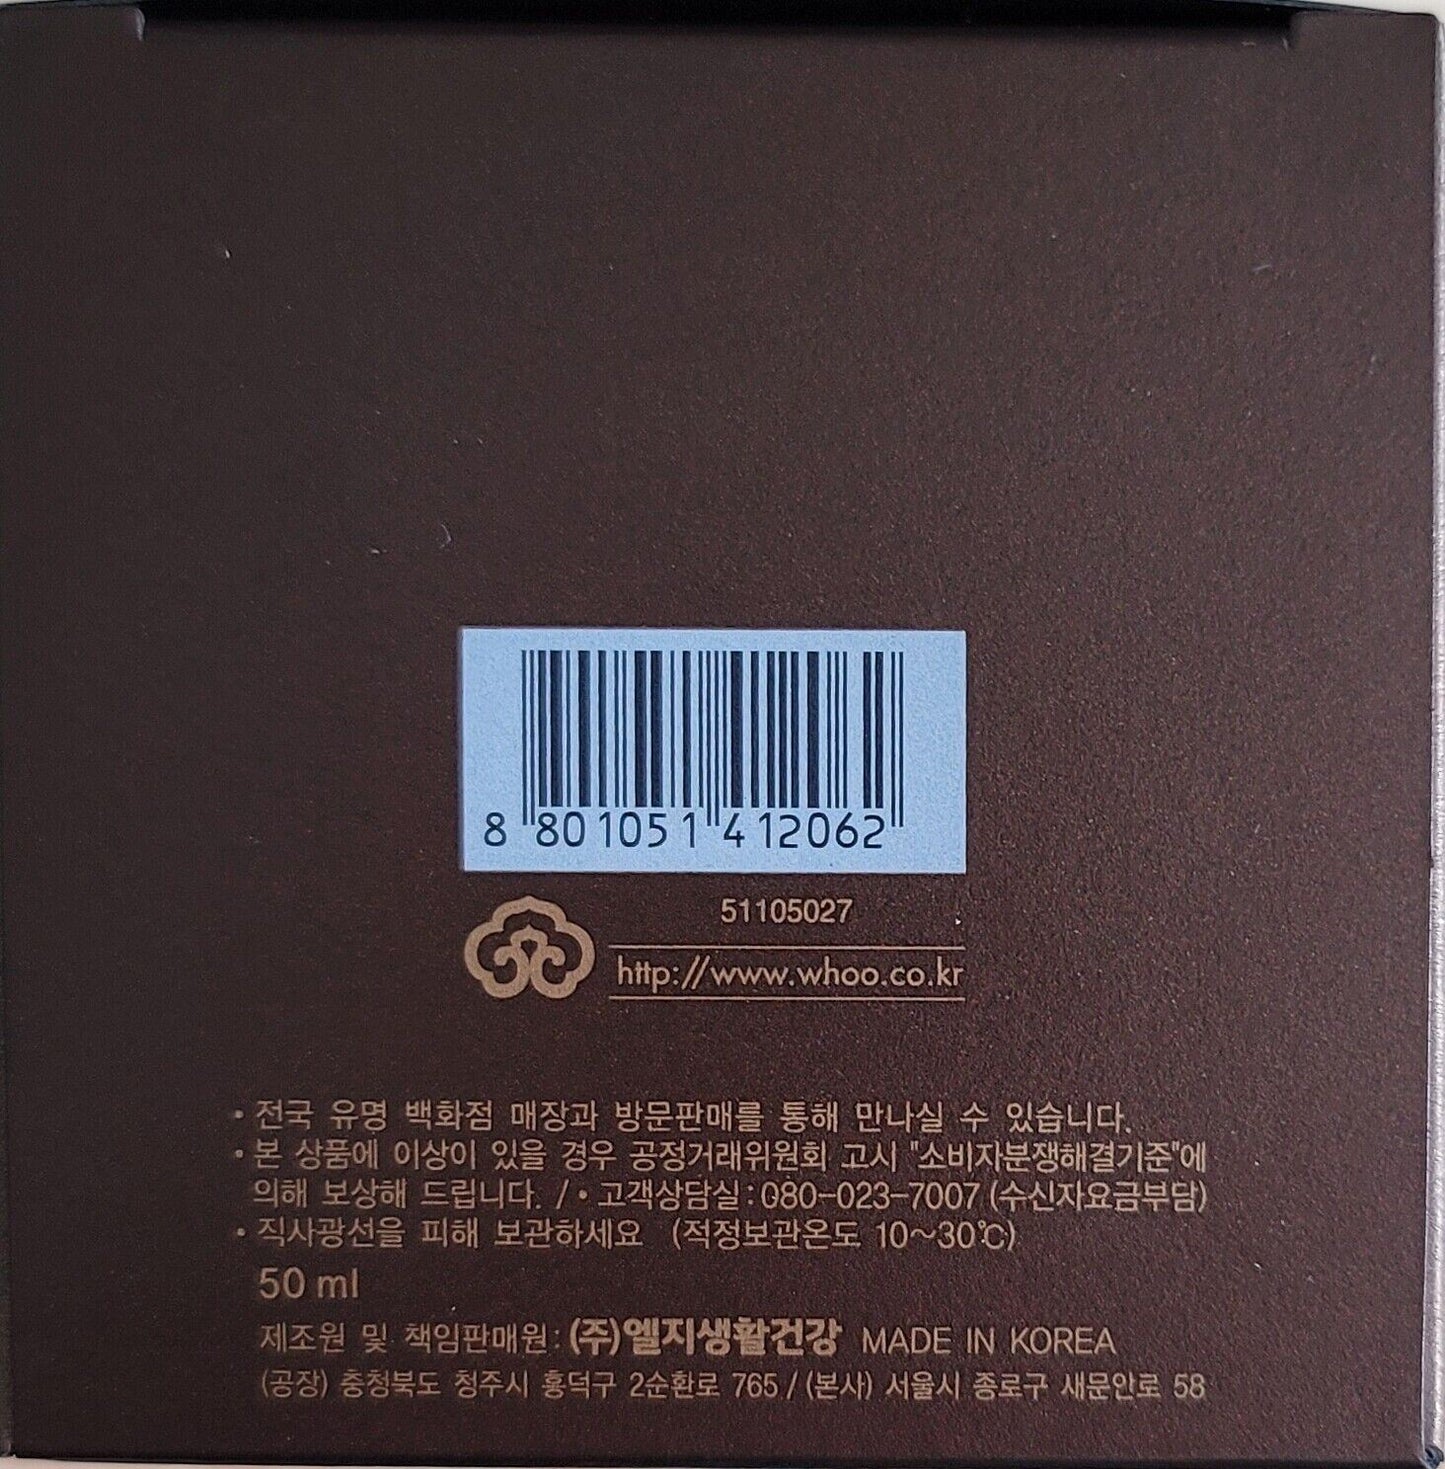 8 801051 412062
51105027
http://www.whoo.co.kr
• 전국 유명 백화점 매장과 방문판매를 통해 만나실 수 있습니다.
• 본 상품에 이상이 있을 경우 공정거래위원회 고시 "소비자분쟁해결기준"에
의해 보상해 드립니다. / • 고객상담실 : 080-023-7007 (수신자요금부담)
• 직사광선을 피해 보관하세요 (적정보관온도 10~30℃)
50 ml
제조원 및 책임판매원 : (주)엘지생활건강 MADE IN KOREA
(공장) 충청북도 청주시 흥덕구 2순환로 765 / (본사) 서울시 종로구 새문안로 58